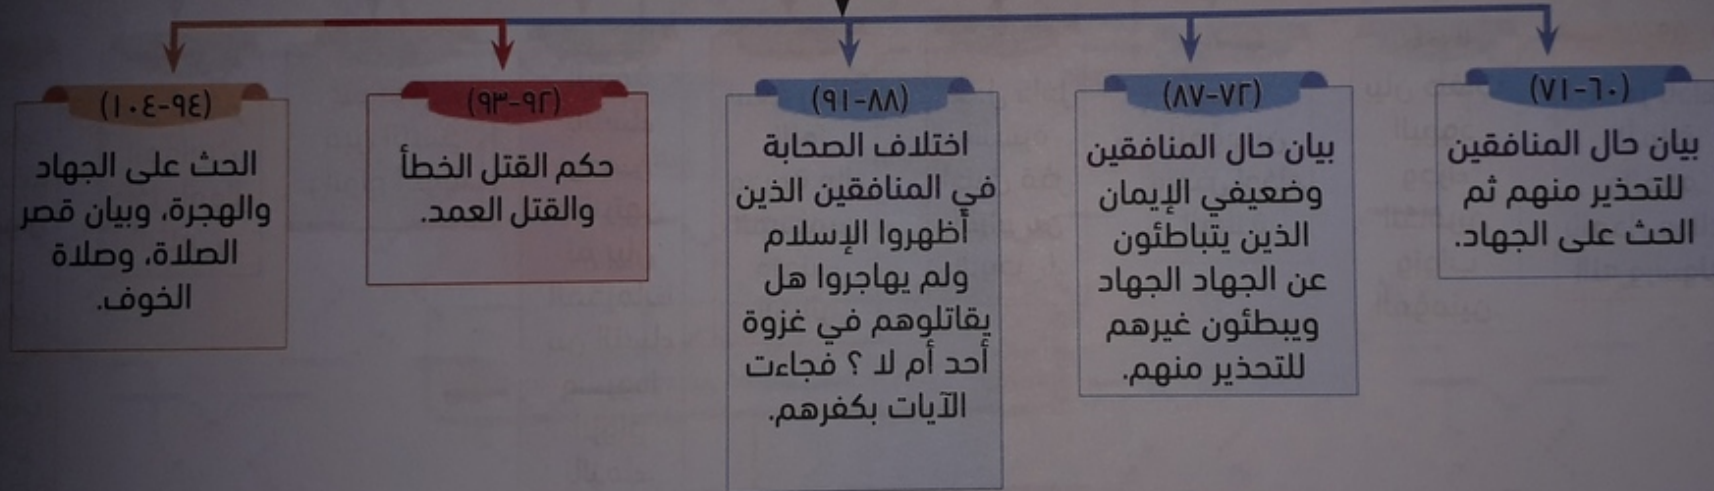 (٦٠-٧١)
بيان حال المنافقين
للتحذير منهم ثم
الحث على الجهاد.
(٧٢-٨٧)
بيان حال المنافقين
وضعيفي الإيمان
الذين يتباطئون
عن الجهاد الجهاد
ويبطئون غيرهم
للتحذير منهم.
(٨٨-٩١)
اختلاف الصحابة
في المنافقين الذين
أظهروا الإسلام
ولم يهاجروا هل
يقاتلوهم في غزوة
أحد أم لا ؟ فجاءت
الآيات بكفرهم.
(٩٢-٩٣)
حكم القتل الخطأ
والقتل العمد.
(٩٤-١٠٤)
الحث على الجهاد
والهجرة، وبيان قصر
الصلاة، وصلاة
الخوف.